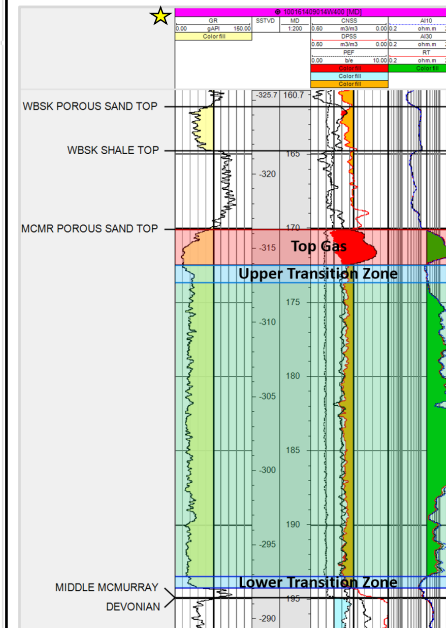 100161409514W400 [MD]
GR SSTVD MD CNSS AI10
0.00 gAPI 150.00 1:200 0.60 m3/m3 0.00 0.2 ohm.m
Color fill DPSS AI30
0.60 m3/m3 0.00 0.2 ohm.m
PEF RT
0.00 b/e 10.00 0.2 ohm.m
Color fill Color fill
Color fill
Color fill
-325.7 160.7
WBSK POROUS SAND TOP
WBSK SHALE TOP
165
-320
MCMR POROUS SAND TOP
170
-315
Top Gas
Upper Transition Zone
175
-310
180
-305
185
-300
190
-295
Lower Transition Zone
MIDDLE MCMURRAY
195
DEVONIAN
-290